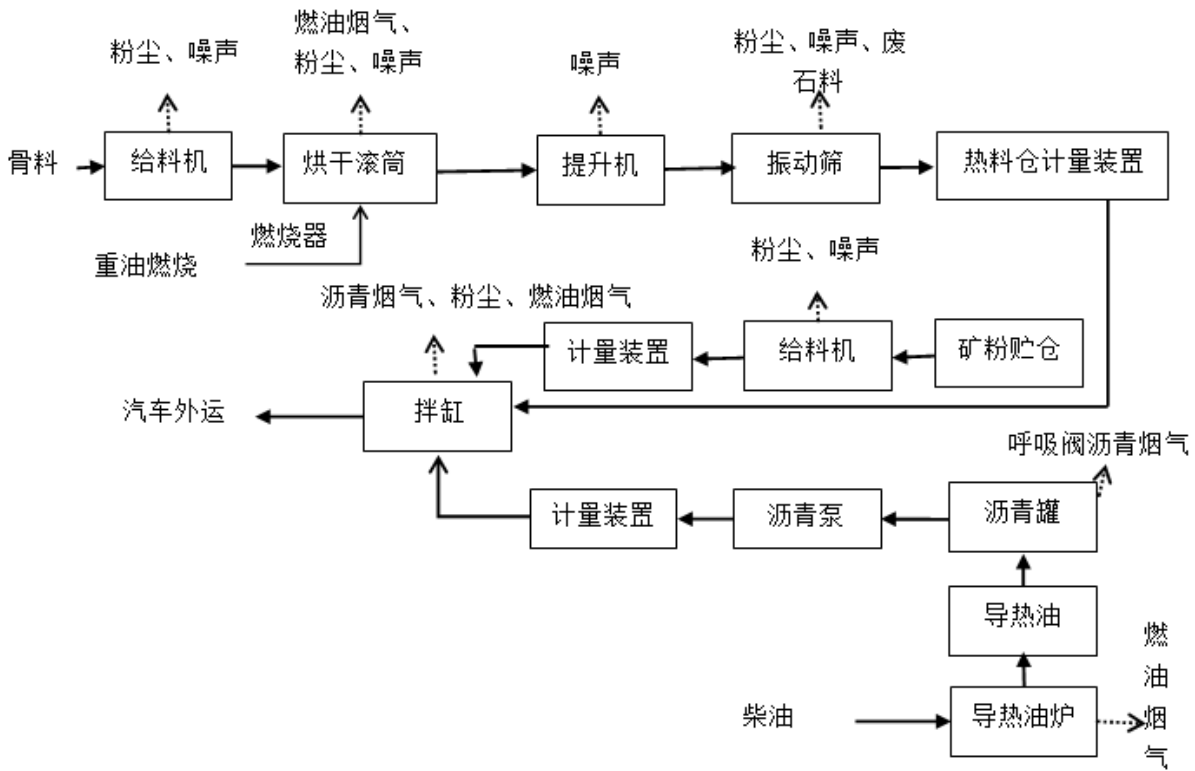 燃油烟气、
粉尘、噪声
粉尘、噪声
噪声
粉尘、噪声、废
石料
骨料
给料机
烘干滚筒
提升机
振动筛
热料仓计量装置
燃烧器
重油燃烧
粉尘、噪声
沥青烟气、粉尘、燃油烟气
计量装置
给料机
矿粉贮仓
汽车外运
拌缸
呼吸阀沥青烟气
计量装置
沥青泵
沥青罐
导热油
燃
油
烟
气
柴油
导热油炉